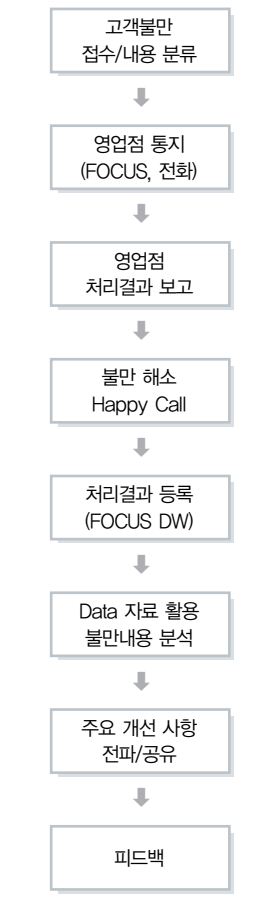 고객불만
접수/내용 분류
영업점 통지
(FOCUS, 전화)
영업점
처리결과 보고
불만 해소
Happy Call
처리결과 등록
(FOCUS DW)
Data 자료 활용
불만내용 분석
주요 개선 사항
전파/공유
피드백